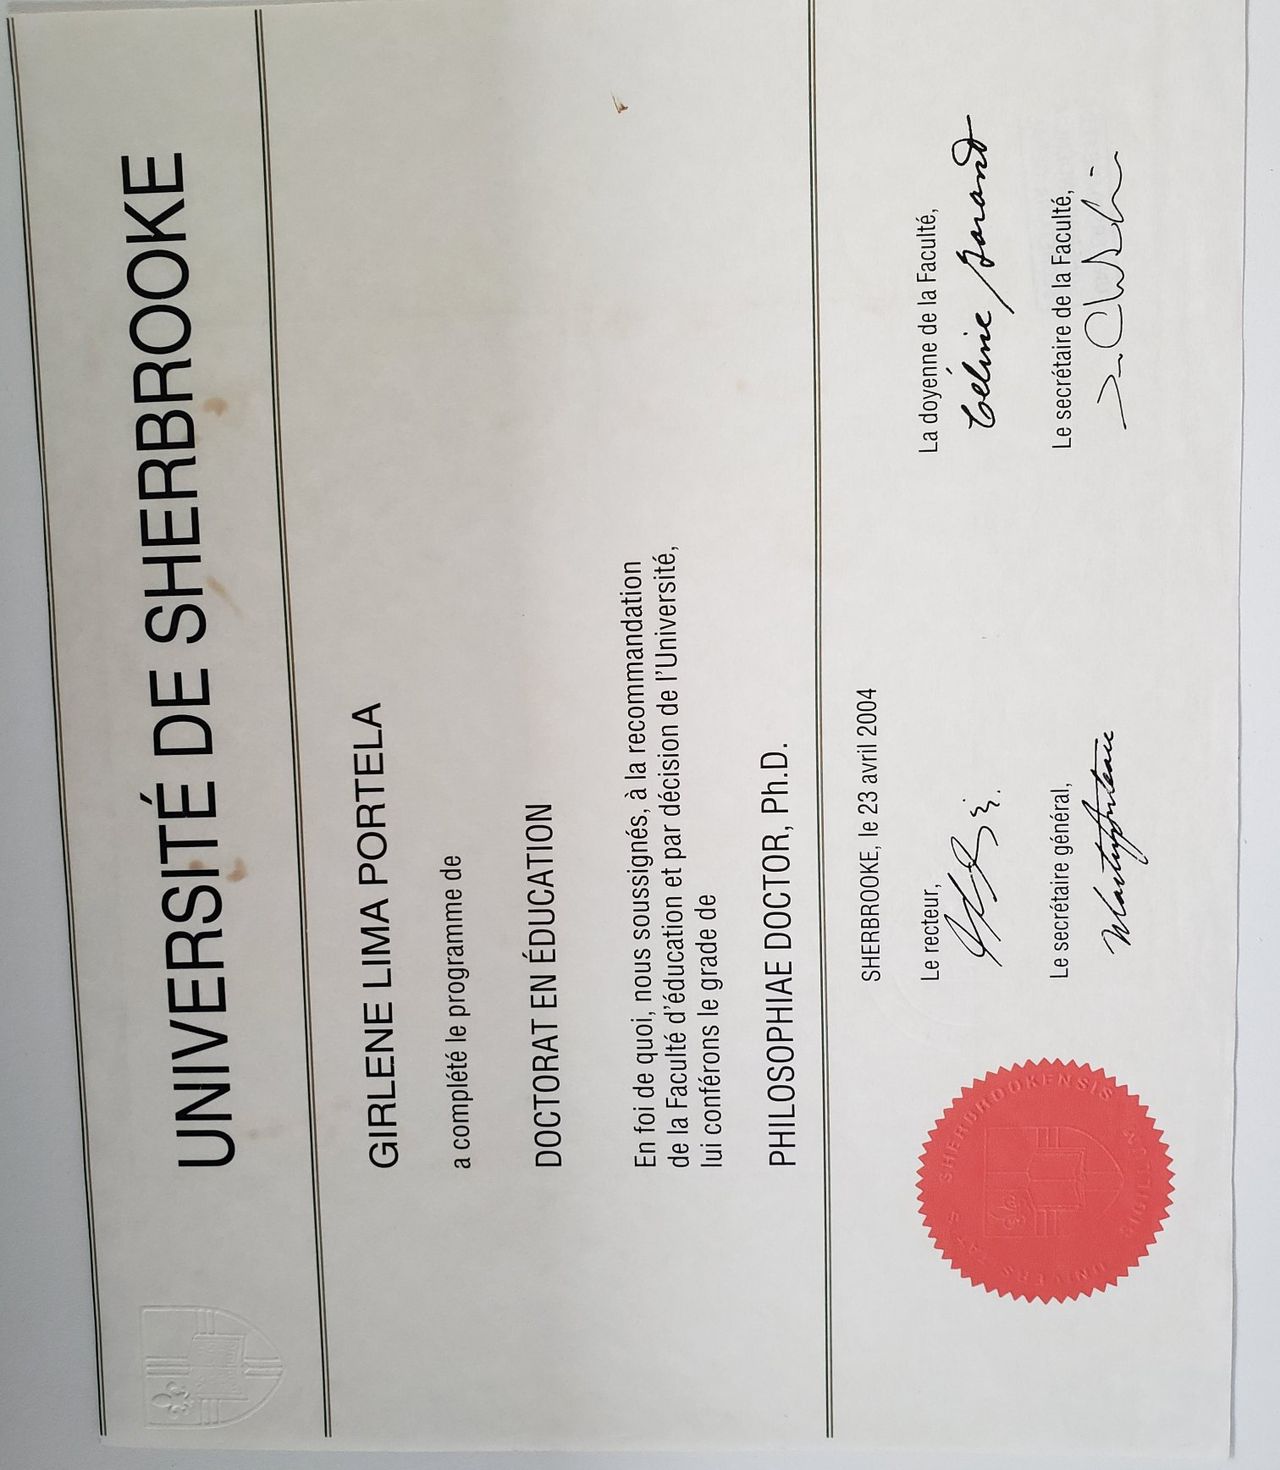 UNIVERSITÉ DE SHERBROOKE
GIRLENE LIMA PORTELA
a complété le programme de
DOCTORAT EN ÉDUCATION
En foi de quoi, nous soussignés, à la recommandation
de la Faculté d'éducation et par décision de l'Université,
lui conférons le grade de
PHILOSOPHIAE DOCTOR, Ph.D.
SHERBROOKE, le 23 avril 2004
Le recteur,
La doyenne de la Faculté,
Céline Garant
Le secrétaire général,
Le secrétaire de la Faculté,
SHERBROOKENSIS